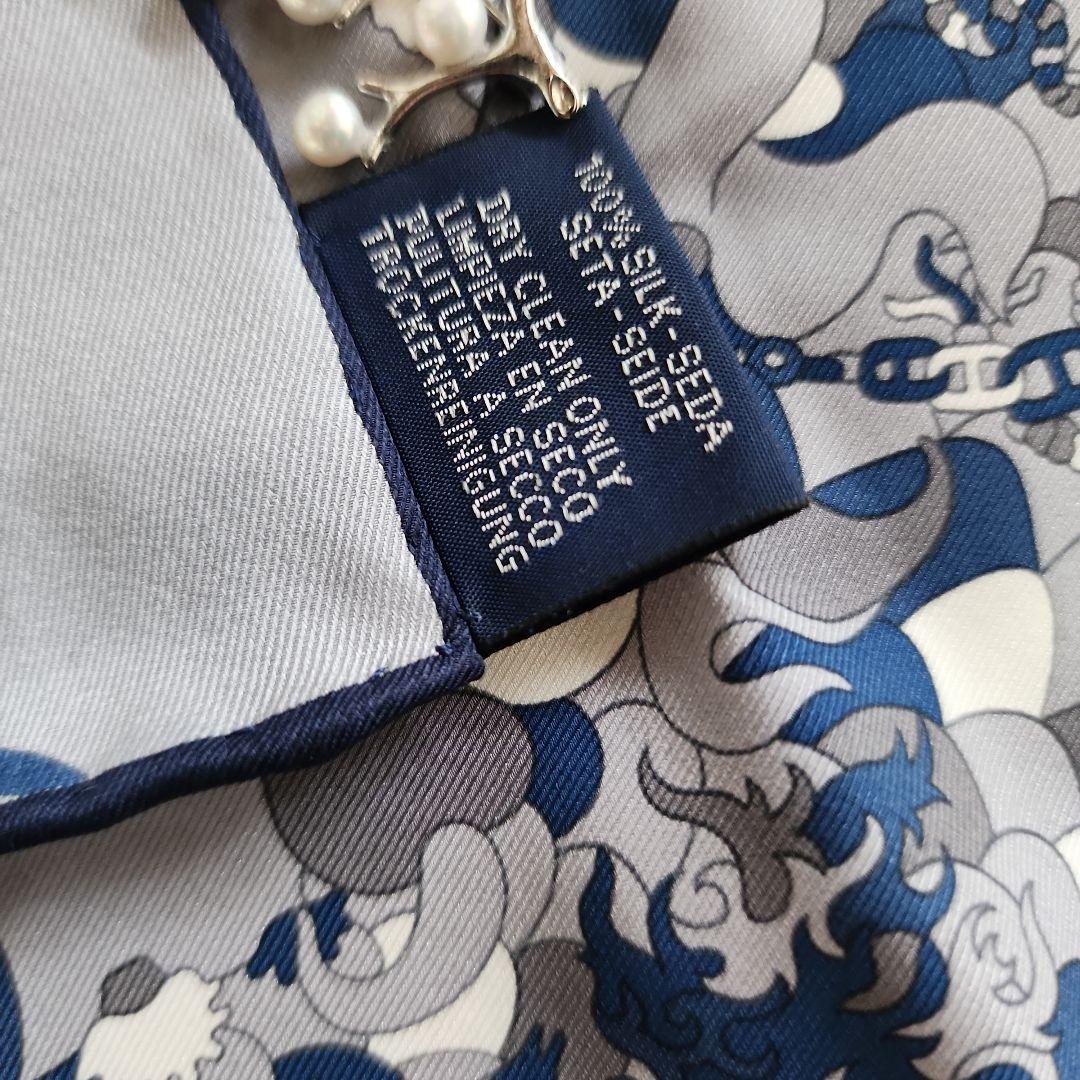 100% SILK-SEDA
SETA-SEIDE
DRY CLEAN ONLY
LIMPIEZA EN SECO
PULITURA A SECCO
TROCKENREINIGUNG